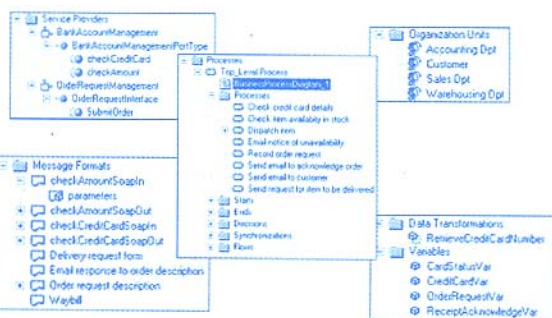 Service Providers
BankAccountManagement
BankAccountManagementPortType
checkCreditCard
checkAmount
OrderRequestManagement
OrderRequestInterface
SubmitOrder
Processes
Top_Level Process
BusinessProcessDiagram_1
Processes
Check credit card details
Check item availability in stock
Dispatch item
Email notice of unavailability
Record order request
Send email to acknowledge order
Send email to customer
Send request for item to be delivered
Starts
Ends
Decisions
Synchronizations
Flows
Organization Units
Accounting Dpt
Customer
Sales Dpt
Warehousing Dpt
Message Formats
checkAmountSoapIn
parameters
checkAmountSoapOut
checkCreditCardSoapIn
checkCreditCardSoapOut
Delivery request form
Email response to order description
Order request description
Waybill
Data Transformations
RetrieveCreditCardNumber
Variables
CardStatusVar
CreditCardVar
OrderRequestVar
ReceiptAcknowledgeVar